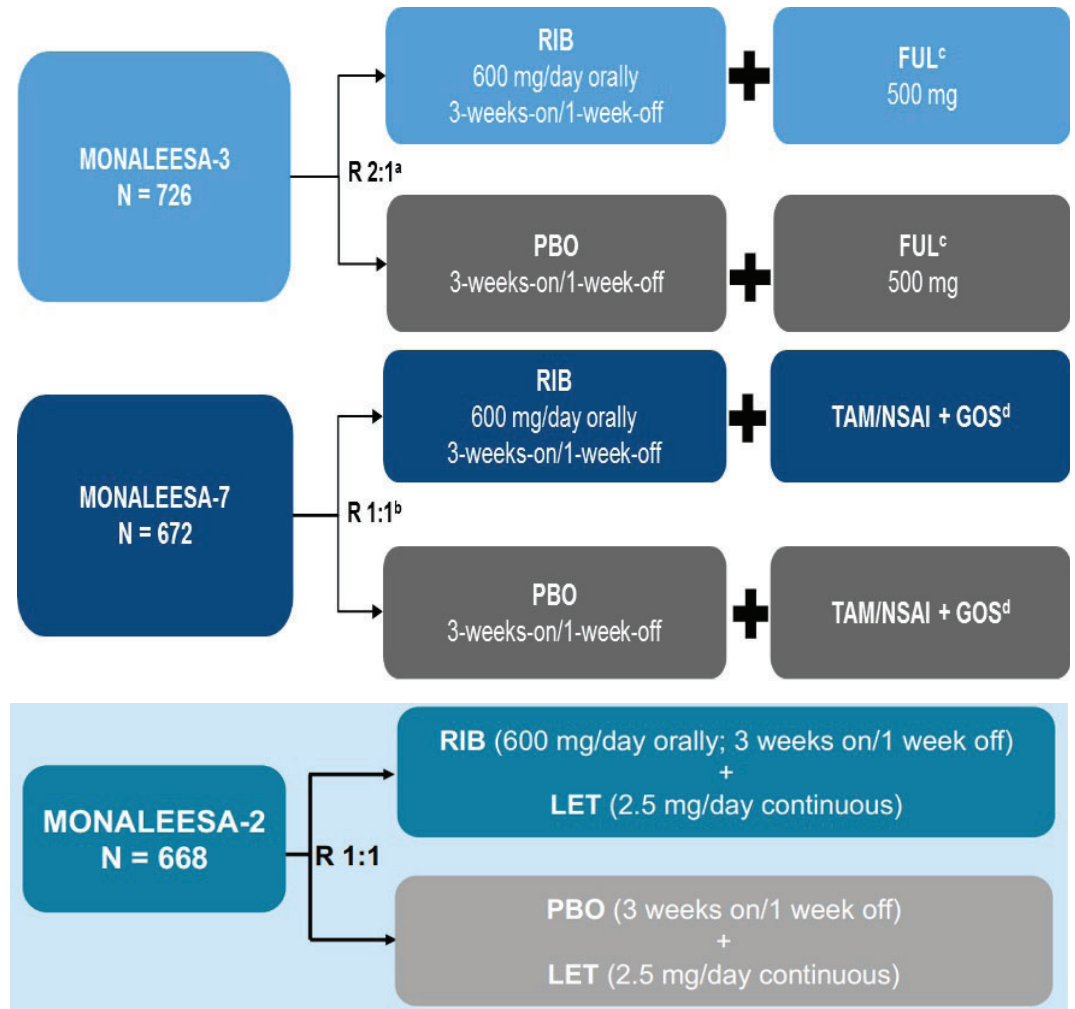 MONALEESA-3
N = 726
R 2:1ᵃ
RIB
600 mg/day orally
3-weeks-on/1-week-off
FULᶜ
500 mg
PBO
3-weeks-on/1-week-off
FULᶜ
500 mg
MONALEESA-7
N = 672
R 1:1ᵇ
RIB
600 mg/day orally
3-weeks-on/1-week-off
TAM/NSAI + GOSᵈ
PBO
3-weeks-on/1-week-off
TAM/NSAI + GOSᵈ
MONALEESA-2
N = 668
R 1:1
RIB (600 mg/day orally; 3 weeks on/1 week off)
+
LET (2.5 mg/day continuous)
PBO (3 weeks on/1 week off)
+
LET (2.5 mg/day continuous)